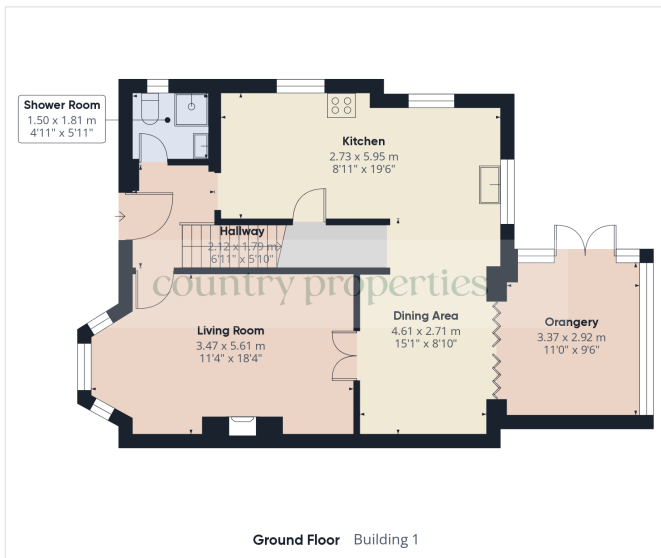 Shower Room
1.50 x 1.81 m
4'11" x 5'11"
Kitchen
2.73 x 5.95 m
8'11" x 19'6"
Hallway
2.12 x 1.79 m
6'11" x 5'10"
country properties
Living Room
3.47 x 5.61 m
11'4" x 18'4"
Dining Area
4.61 x 2.71 m
15'1" x 8'10"
Orangery
3.37 x 2.92 m
11'0" x 9'6"
Ground Floor Building 1